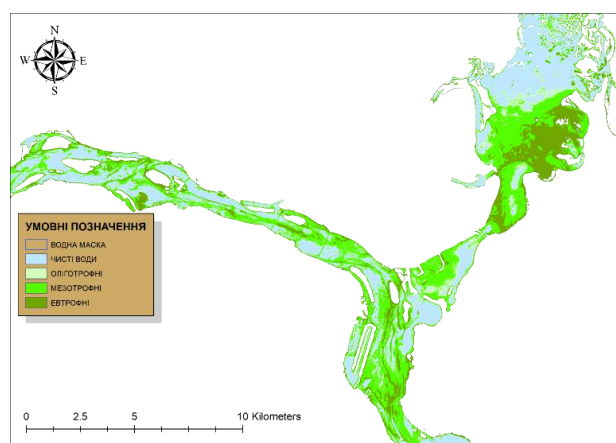 N
W E
S
УМОВНІ ПОЗНАЧЕННЯ
ВОДНА МАСКА
ЧИСТІ ВОДИ
ОЛІГОТРОФНІ
МЕЗОТРОФНІ
ЕВТРОФНІ
0 2.5 5 10 Kilometers